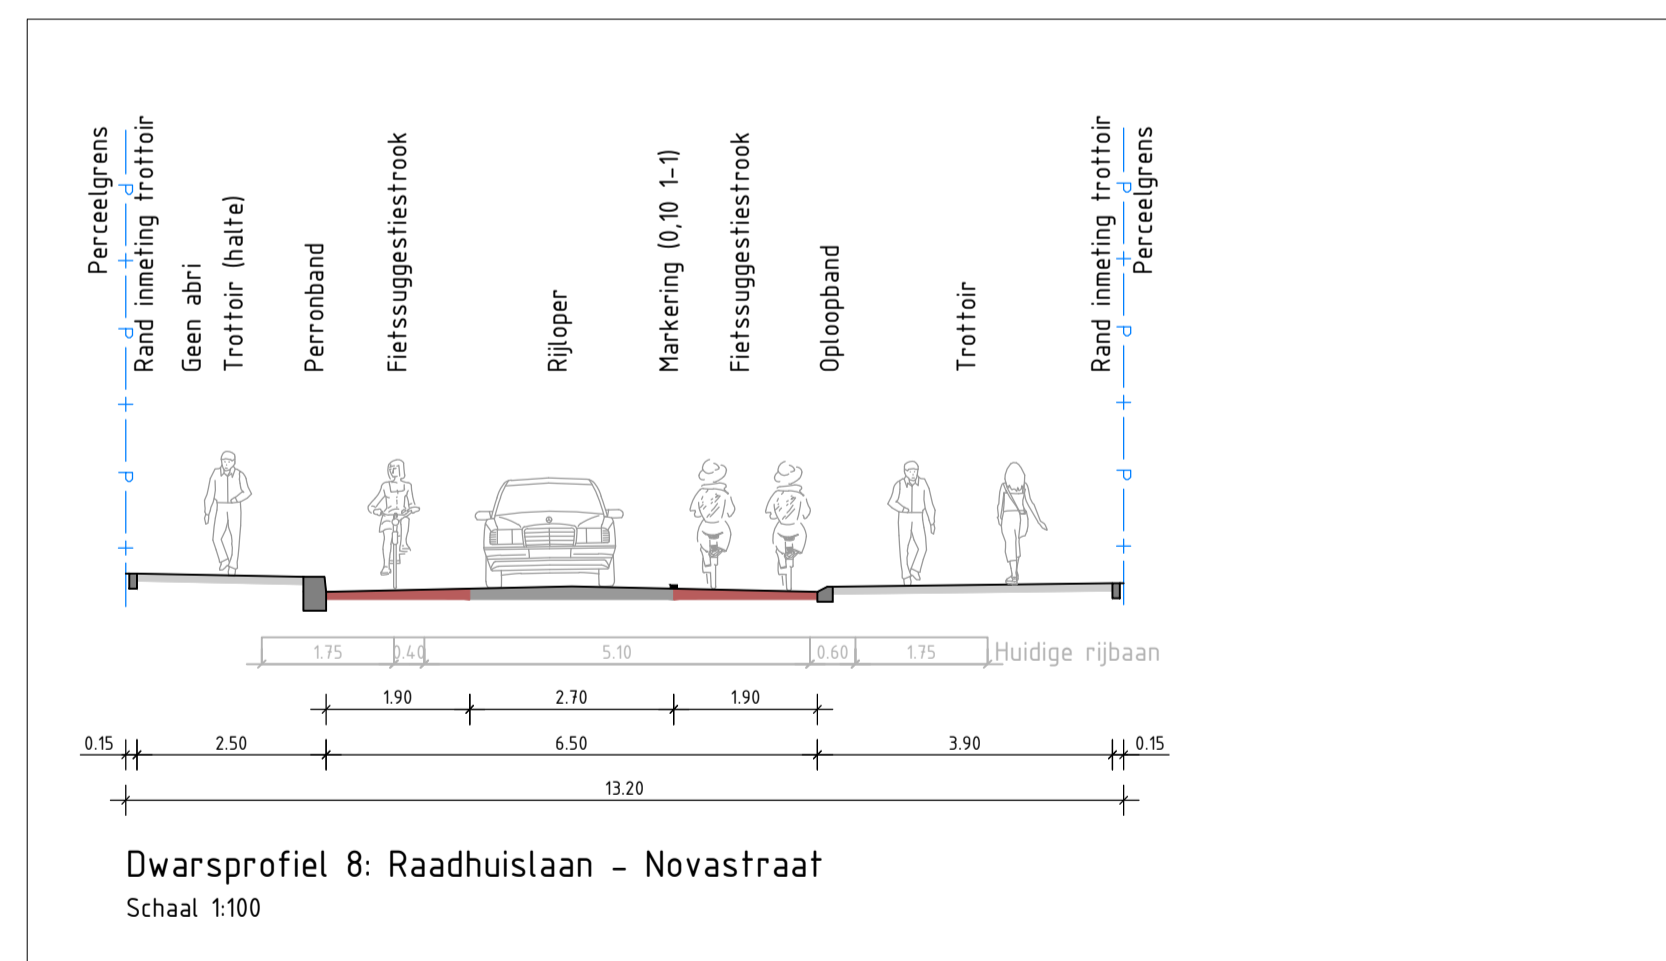 Perceelgrens
Rand inmeting trottoir
Geen abri
Trottoir (halte)
Perronband
Fietssuggestiestrook
Rijloper
Markering (0,10 1-1)
Fietssuggestiestrook
Oploopband
Trottoir
Rand inmeting trottoir
Perceelgrens
P P
P P
P P
1.75 0.40 5.10 0.60 1.75 Huidige rijbaan
1.90 2.70 1.90
0.15 2.50 6.50 3.90 0.15
13.20
Dwarsprofiel 8: Raadhuislaan - Novastraat
Schaal 1:100